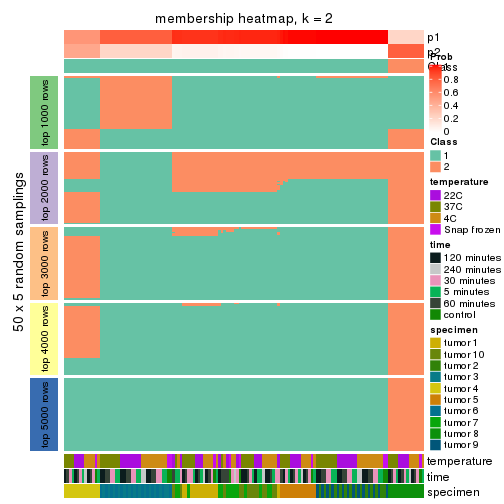 membership heatmap, k = 2
p1
p2
Class
Prob
0.8
0.6
0.4
0.2
0
Class
1
2
temperature
22C
37C
4C
Snap frozen
time
120 minutes
240 minutes
30 minutes
5 minutes
60 minutes
control
specimen
tumor 1
tumor 10
tumor 2
tumor 3
tumor 4
tumor 5
tumor 6
tumor 7
tumor 8
tumor 9
50 x 5 random samplings
top 1000 rows
top 2000 rows
top 3000 rows
top 4000 rows
top 5000 rows
temperature
time
specimen